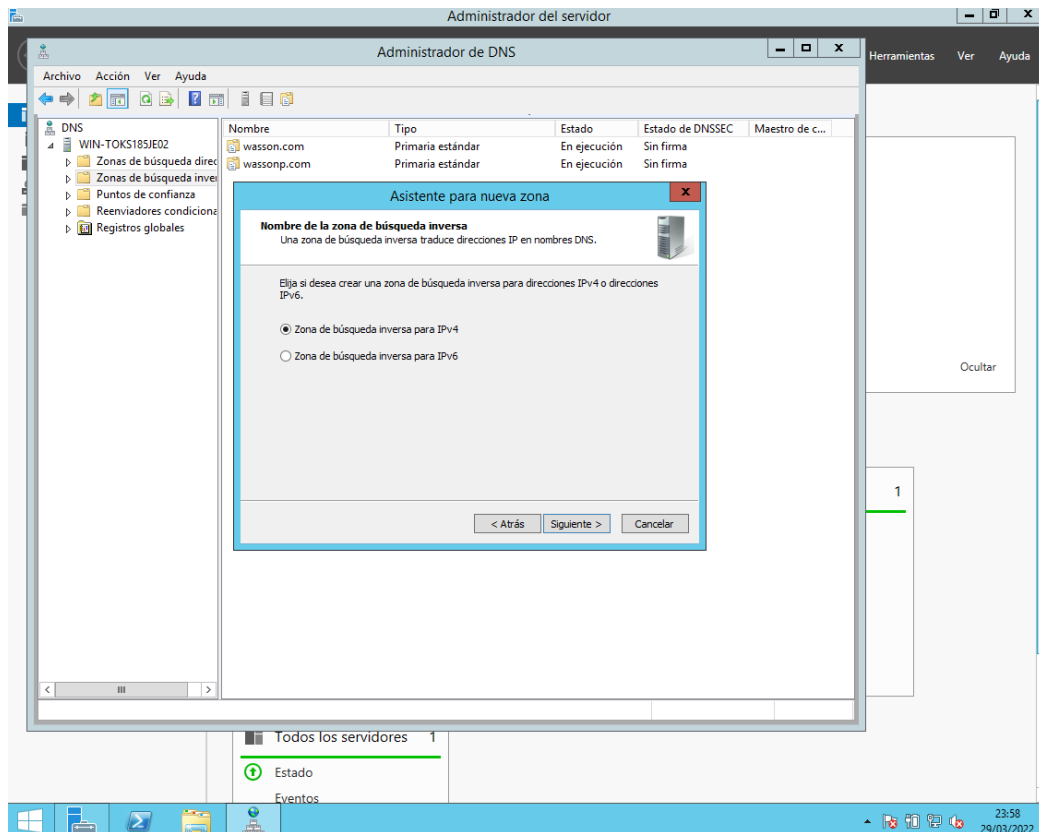 Administrador del servidor
Administrador de DNS
Herramientas Ver Ayuda
Archivo Acción Ver Ayuda
DNS
WIN-TOKS185JE02
Zonas de búsqueda direc
Zonas de búsqueda inver
Puntos de confianza
Reenviadores condiciona
Registros globales
Nombre Tipo Estado Estado de DNSSEC Maestro de c...
wasson.com Primaria estándar En ejecución Sin firma
wassonp.com Primaria estándar En ejecución Sin firma
Asistente para nueva zona
Nombre de la zona de búsqueda inversa
Una zona de búsqueda inversa traduce direcciones IP en nombres DNS.
Elija si desea crear una zona de búsqueda inversa para direcciones IPv4 o direcciones
IPv6.
Zona de búsqueda inversa para IPv4
Zona de búsqueda inversa para IPv6
< Atrás Siguiente > Cancelar
Ocultar
1
Todos los servidores 1
Estado
Eventos
23:58
29/03/2022